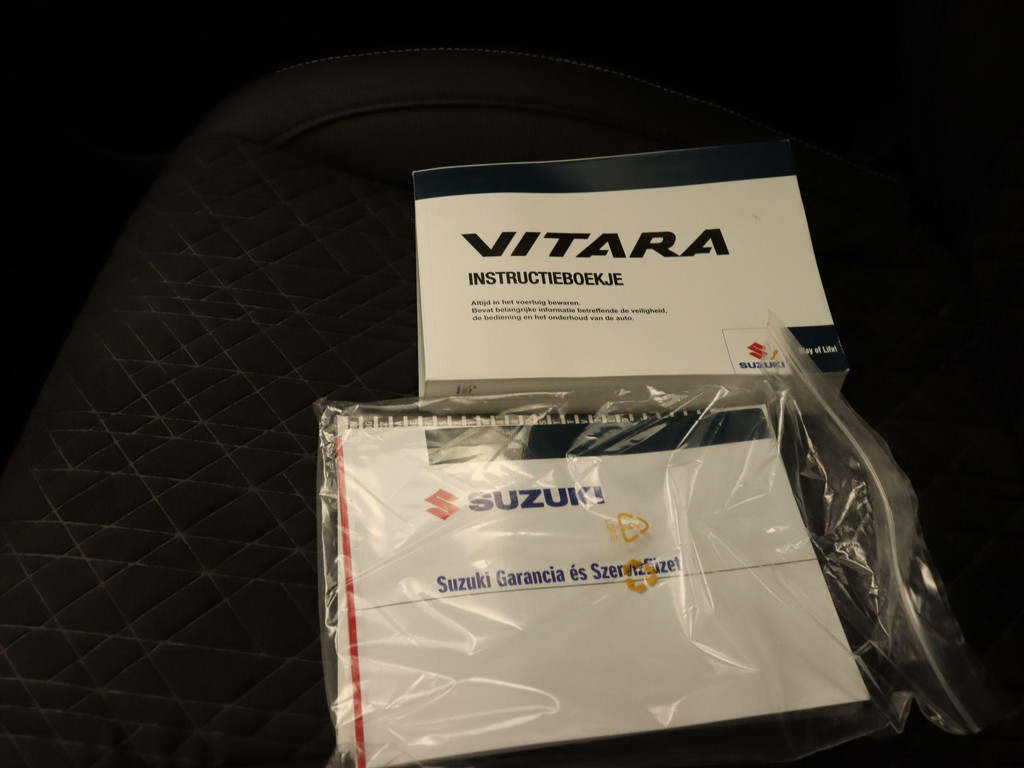 VITARA
INSTRUCTIEBOEKJE
Altijd in het voertuig bewaren.
Bevat belangrijke informatie betreffende de veiligheid,
de bediening en het onderhoud van de auto.
SUZUKI
Way of Life!
SUZUKI
Suzuki Garancia és Szervizfüzet